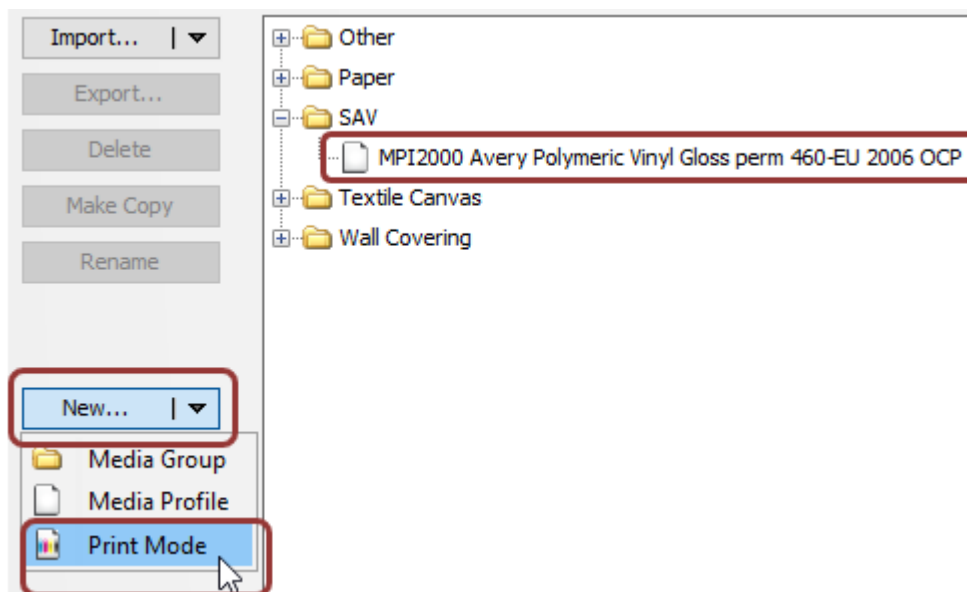 Import...
Export...
Delete
Make Copy
Rename
New...
Media Group
Media Profile
Print Mode
Other
Paper
SAV
MPI2000 Avery Polymeric Vinyl Gloss perm 460-EU 2006 OCP
Textile Canvas
Wall Covering